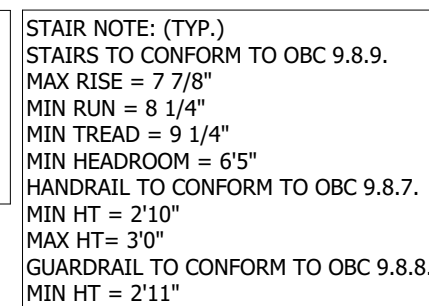 STAIR NOTE: (TYP.)
STAIRS TO CONFORM TO OBC 9.8.9.
MAX RISE = 7 7/8"
MIN RUN = 8 1/4"
MIN TREAD = 9 1/4"
MIN HEADROOM = 6'5"
HANDRAIL TO CONFORM TO OBC 9.8.7.
MIN HT = 2'10"
MAX HT= 3'0"
GUARDRAIL TO CONFORM TO OBC 9.8.8.
MIN HT = 2'11"